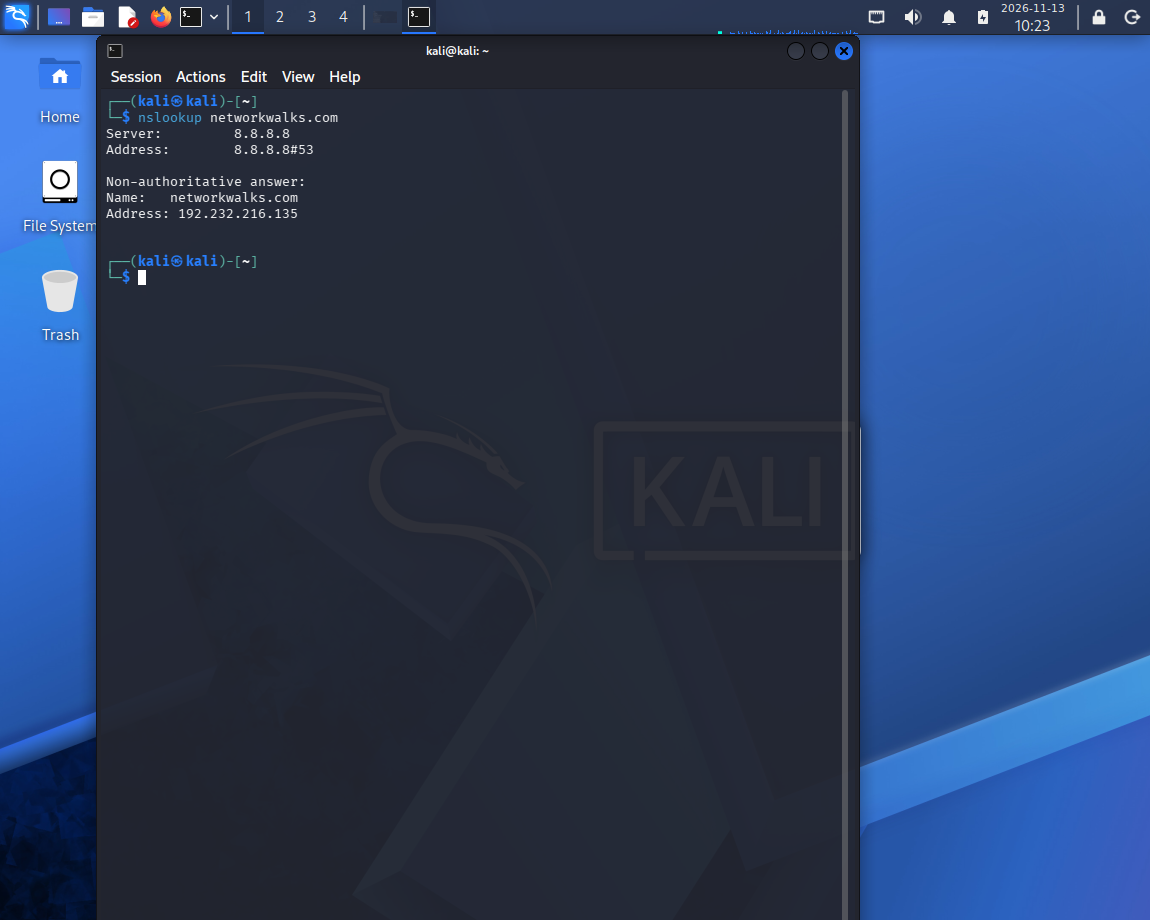 1 2 3 4
2026-11-13
10:23
Home
File System
Trash
kali@kali: ~
Session Actions Edit View Help
┌──(kali㉿kali)-[~]
└─$ nslookup networkwalks.com
Server:         8.8.8.8
Address:        8.8.8.8#53
Non-authoritative answer:
Name:   networkwalks.com
Address: 192.232.216.135
┌──(kali㉿kali)-[~]
└─$
KALI